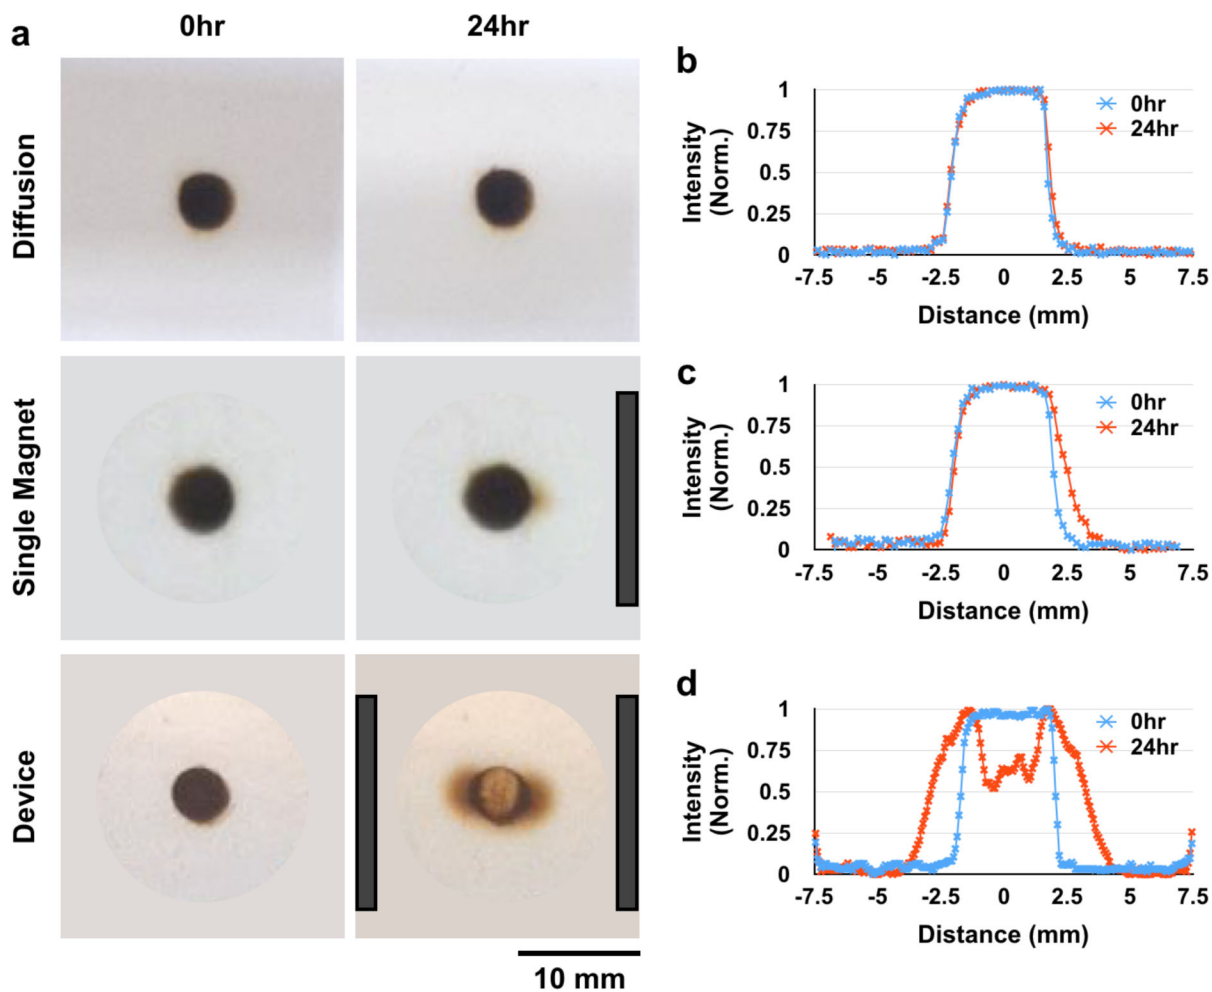 a
0hr
24hr
Diffusion
Single Magnet
Device
10 mm
b
Intensity
(Norm.)
1
0.75
0.5
0.25
0
-7.5
-5
-2.5
0
2.5
5
7.5
Distance (mm)
0hr
24hr
c
Intensity
(Norm.)
1
0.75
0.5
0.25
0
-7.5
-5
-2.5
0
2.5
5
7.5
Distance (mm)
0hr
24hr
d
Intensity
(Norm.)
1
0.75
0.5
0.25
0
-7.5
-5
-2.5
0
2.5
5
7.5
Distance (mm)
0hr
24hr